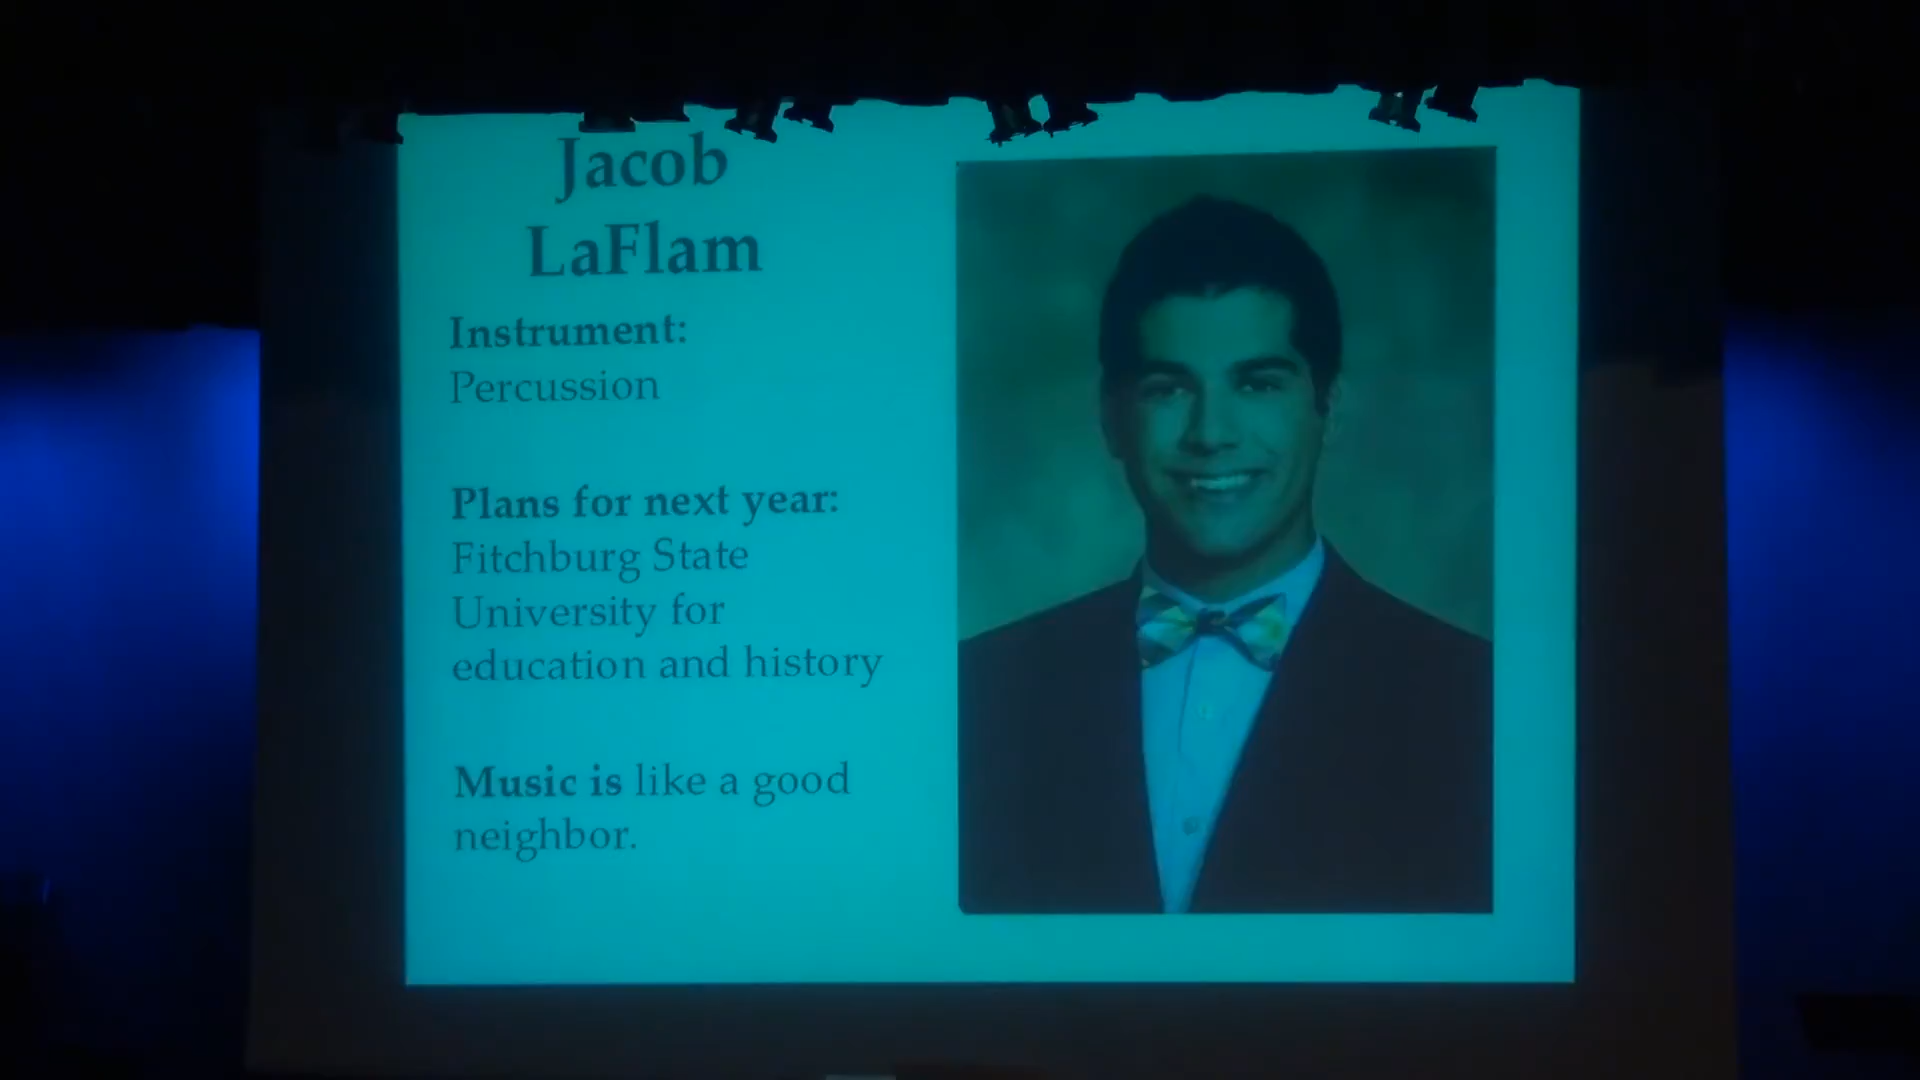 Jacob
LaFlam
Instrument:
Percussion
Plans for next year:
Fitchburg State
University for
education and history
Music is like a good
neighbor.